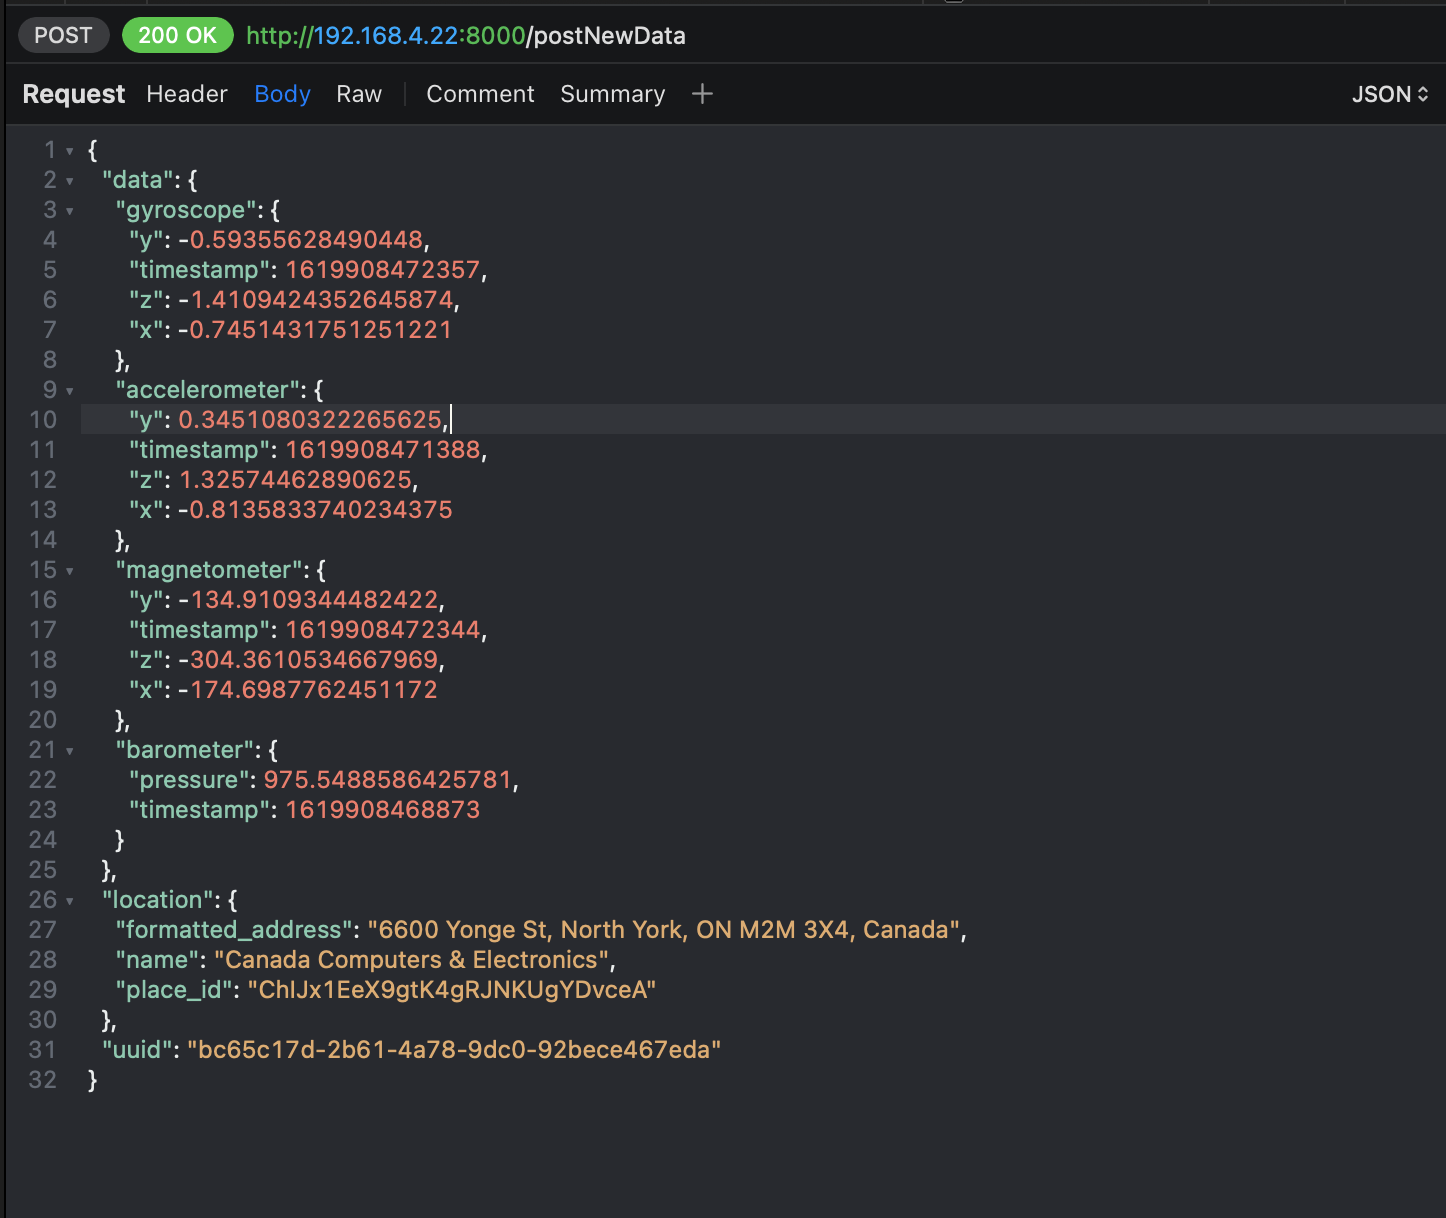 POST 200 OK http://192.168.4.22:8000/postNewData
Request Header Body Raw Comment Summary + JSON
1 {
2 "data": {
3 "gyroscope": {
4 "y": -0.59355628490448,
5 "timestamp": 1619908472357,
6 "z": -1.4109424352645874,
7 "x": -0.7451431751251221
8 },
9 "accelerometer": {
10 "y": 0.3451080322265625,
11 "timestamp": 1619908471388,
12 "z": 1.32574462890625,
13 "x": -0.8135833740234375
14 },
15 "magnetometer": {
16 "y": -134.9109344482422,
17 "timestamp": 1619908472344,
18 "z": -304.3610534667969,
19 "x": -174.6987762451172
20 },
21 "barometer": {
22 "pressure": 975.5488586425781,
23 "timestamp": 1619908468873
24 }
25 },
26 "location": {
27 "formatted_address": "6600 Yonge St, North York, ON M2M 3X4, Canada",
28 "name": "Canada Computers & Electronics",
29 "place_id": "ChIJx1EeX9gtK4gRJNKUgYDvceA"
30 },
31 "uuid": "bc65c17d-2b61-4a78-9dc0-92bece467eda"
32 }